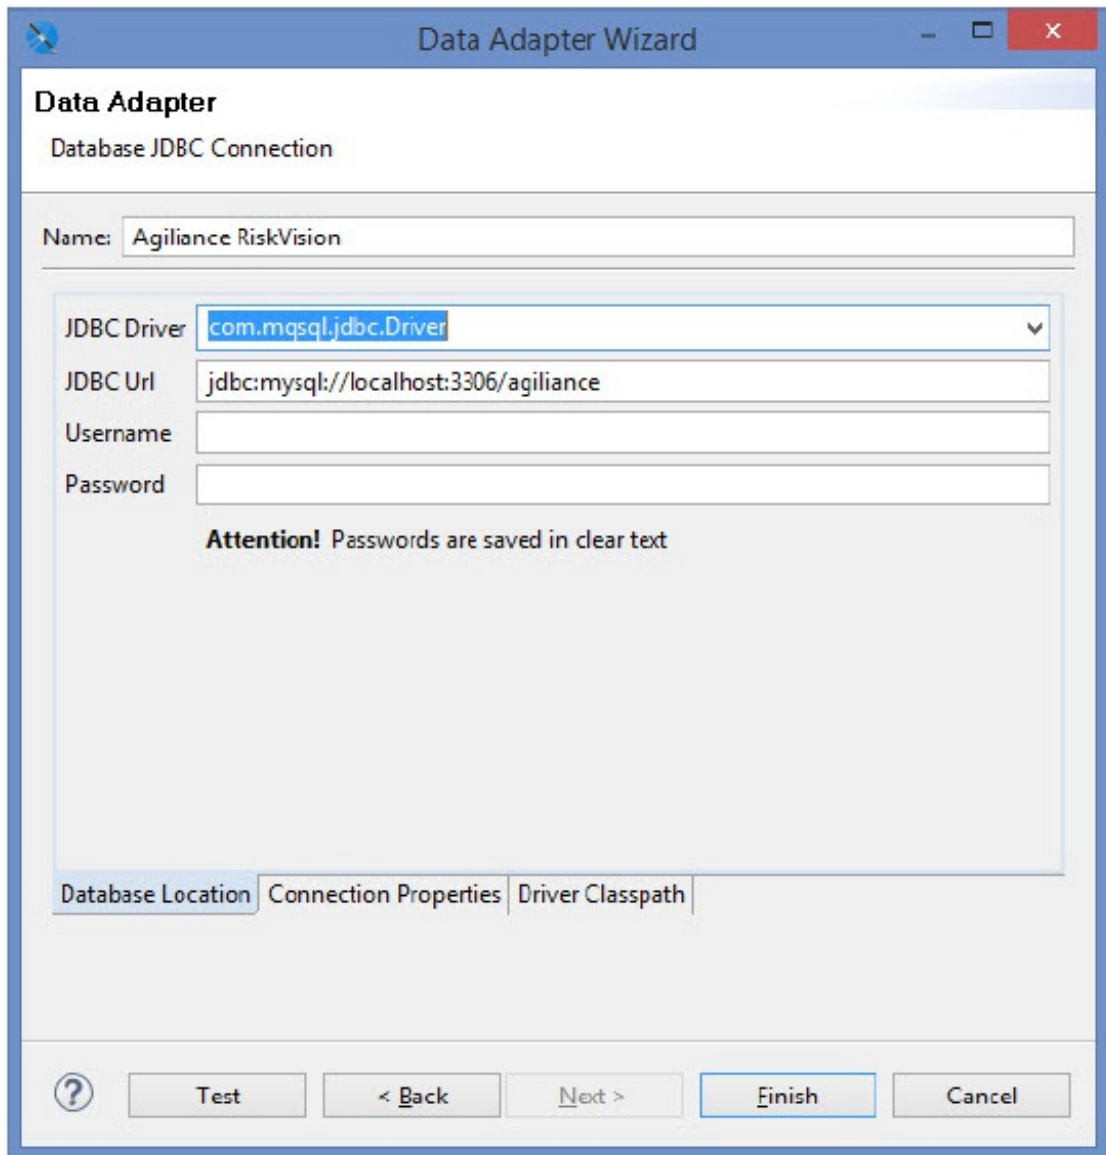 Data Adapter Wizard
Data Adapter
Database JDBC Connection
Name: Agiliance RiskVision
JDBC Driver com.mqsql.jdbc.Driver
JDBC Url jdbc:mysql://localhost:3306/agiliance
Username
Password
Attention! Passwords are saved in clear text
Database Location Connection Properties Driver Classpath
? Test < Back Next > Finish Cancel